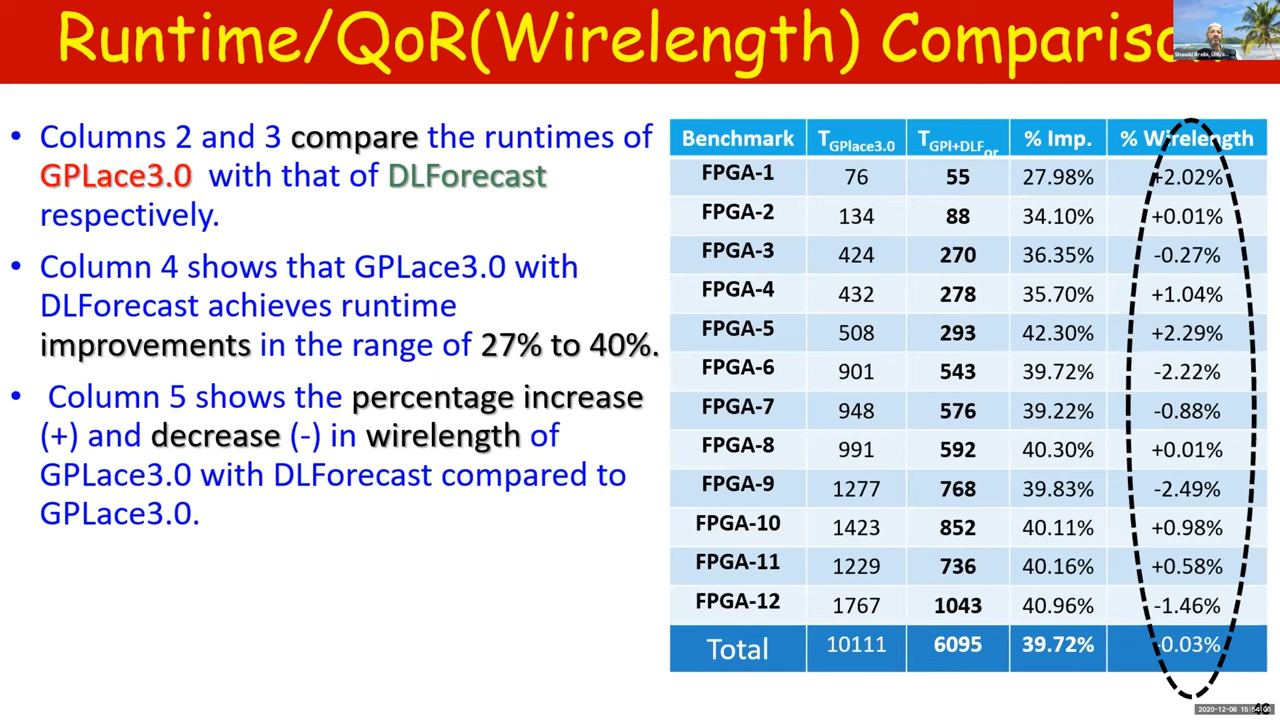 Runtime/QoR(Wirelength) Comparison
• Columns 2 and 3 compare the runtimes of
GPLace3.0 with that of DLForecast
respectively.
• Column 4 shows that GPLace3.0 with
DLForecast achieves runtime
improvements in the range of 27% to 40%.
• Column 5 shows the percentage increase
(+) and decrease (-) in wirelength of
GPLace3.0 with DLForecast compared to
GPLace3.0.
Benchmark TGPlace3.0 TGPl+DLFor % Imp. % Wirelength
FPGA-1 76 55 27.98% +2.02%
FPGA-2 134 88 34.10% +0.01%
FPGA-3 424 270 36.35% -0.27%
FPGA-4 432 278 35.70% +1.04%
FPGA-5 508 293 42.30% +2.29%
FPGA-6 901 543 39.72% -2.22%
FPGA-7 948 576 39.22% -0.88%
FPGA-8 991 592 40.30% +0.01%
FPGA-9 1277 768 39.83% -2.49%
FPGA-10 1423 852 40.11% +0.98%
FPGA-11 1229 736 40.16% +0.58%
FPGA-12 1767 1043 40.96% -1.46%
Total 10111 6095 39.72% -0.03%